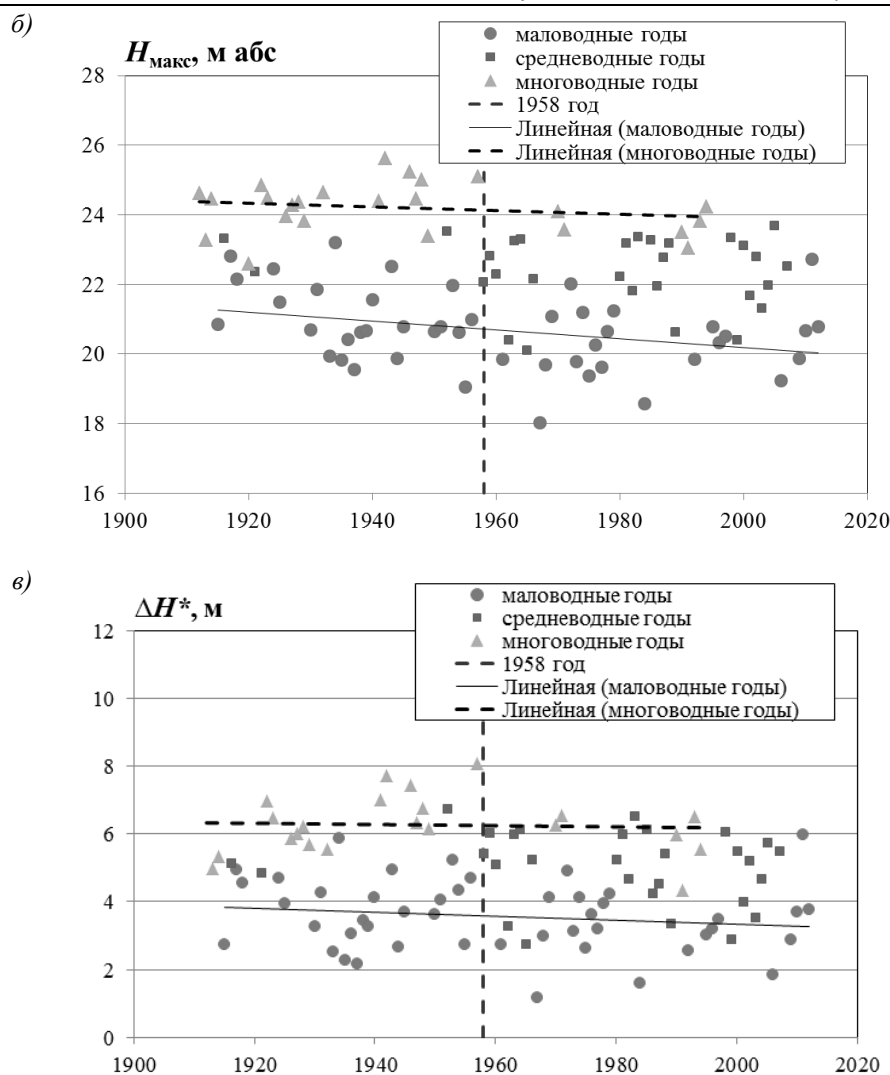 б)
Hмакс, м абс
маловодные годы
средневодные годы
многоводные годы
1958 год
Линейная (маловодные годы)
Линейная (многоводные годы)
28
26
24
22
20
18
16
1900 1920 1940 1960 1980 2000 2020
в)
∆H*, м
маловодные годы
средневодные годы
многоводные годы
1958 год
Линейная (маловодные годы)
Линейная (многоводные годы)
12
10
8
6
4
2
0
1900 1920 1940 1960 1980 2000 2020